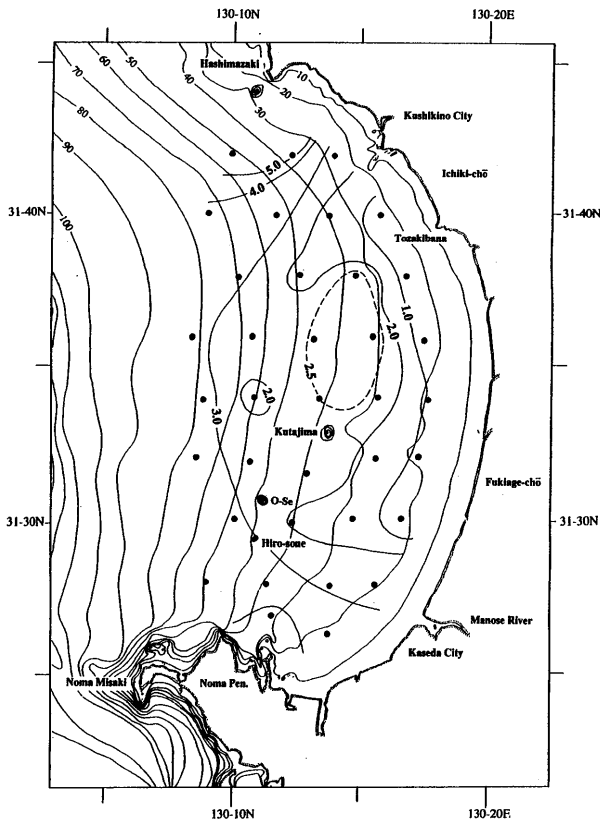 130-10N 130-20E
Hashimazaki
50
60
70
40
10
20
30
80
Kushikino City
90
Ichiki-chō
5.0
4.0
100
31-40N 31-40N
Tozakibana
1.0
2.0
2.5
2.0
3.0
Kutajima
Fukiage-chō
O-Se
31-30N 31-30N
Hiro-sone
Manose River
Kaseda City
Noma Misaki Noma Pen.
130-10N 130-20E